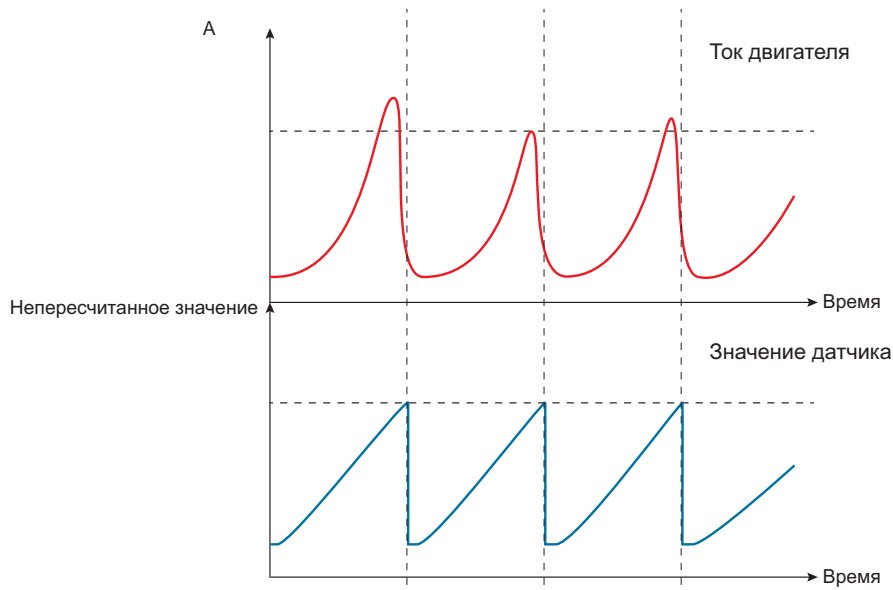 А
Ток двигателя
Время
Непересчитанное значение
Значение датчика
Время